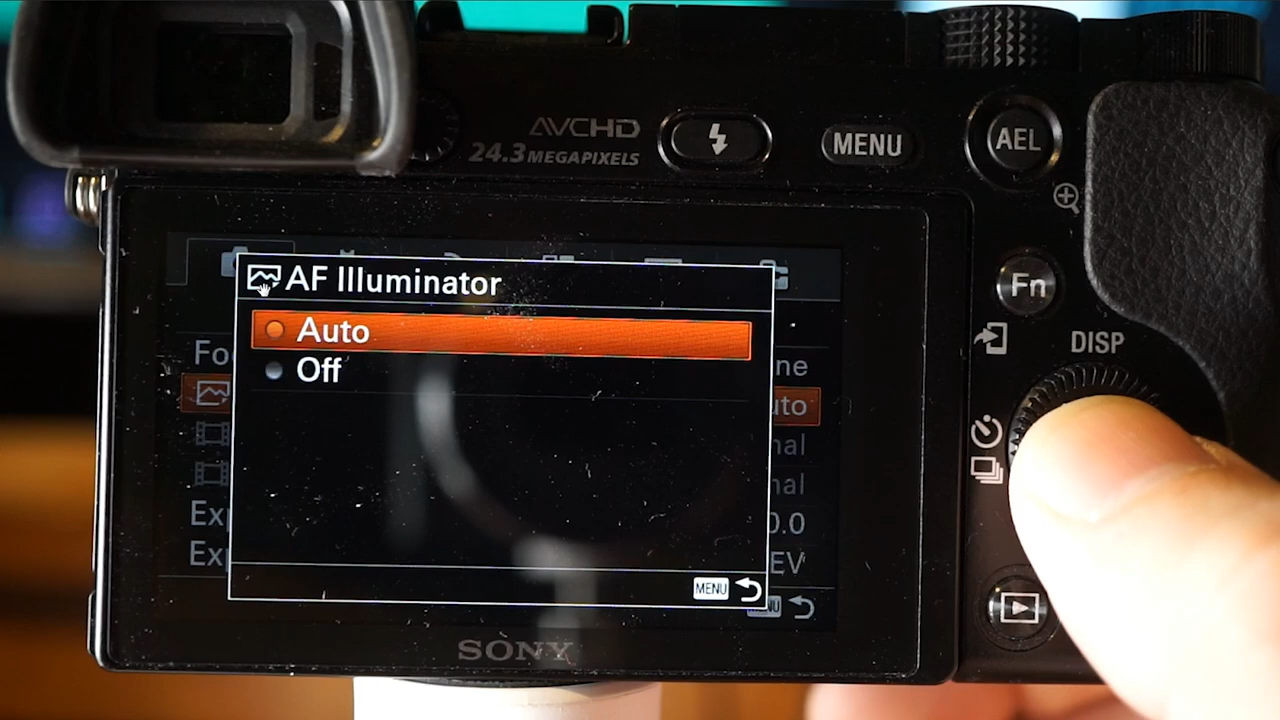 AVCHD
24.3 MEGAPIXELS
MENU
AEL
Fn
DISP
AF Illuminator
Auto
Off
MENU
SONY